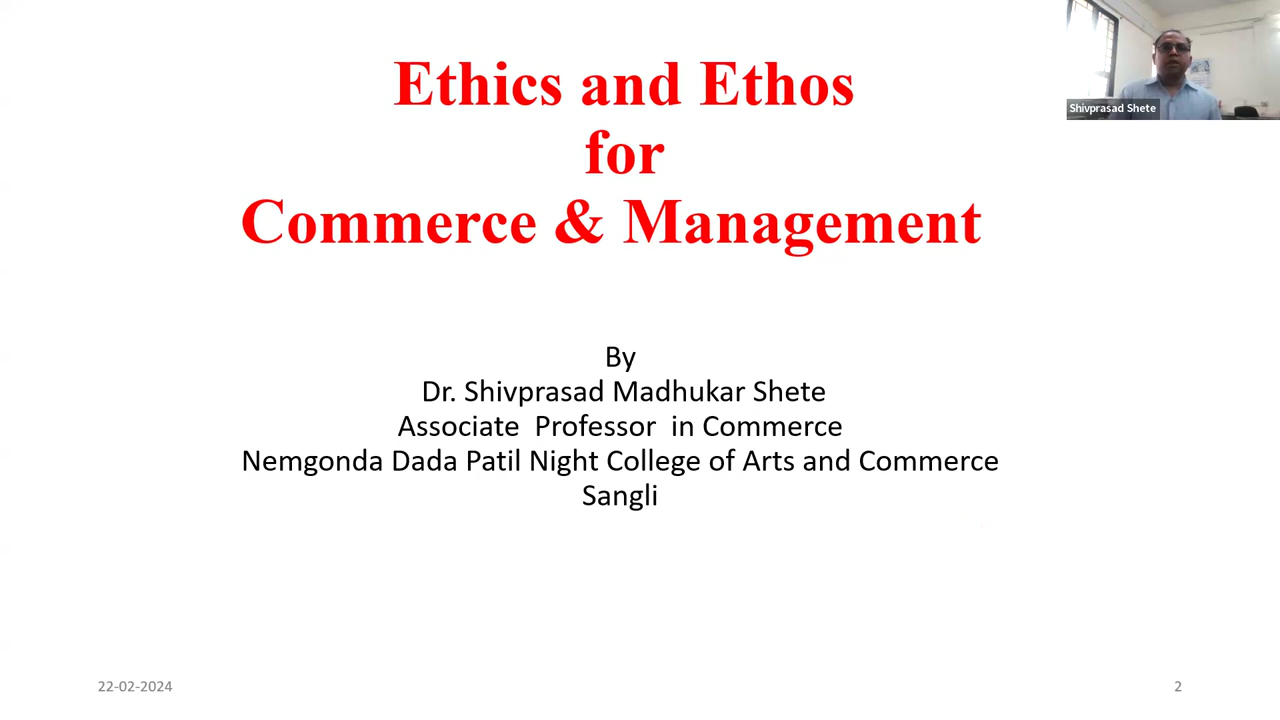 Ethics and Ethos
for
Commerce & Management
Shivprasad Shete
By
Dr. Shivprasad Madhukar Shete
Associate Professor in Commerce
Nemgonda Dada Patil Night College of Arts and Commerce
Sangli
22-02-2024
2